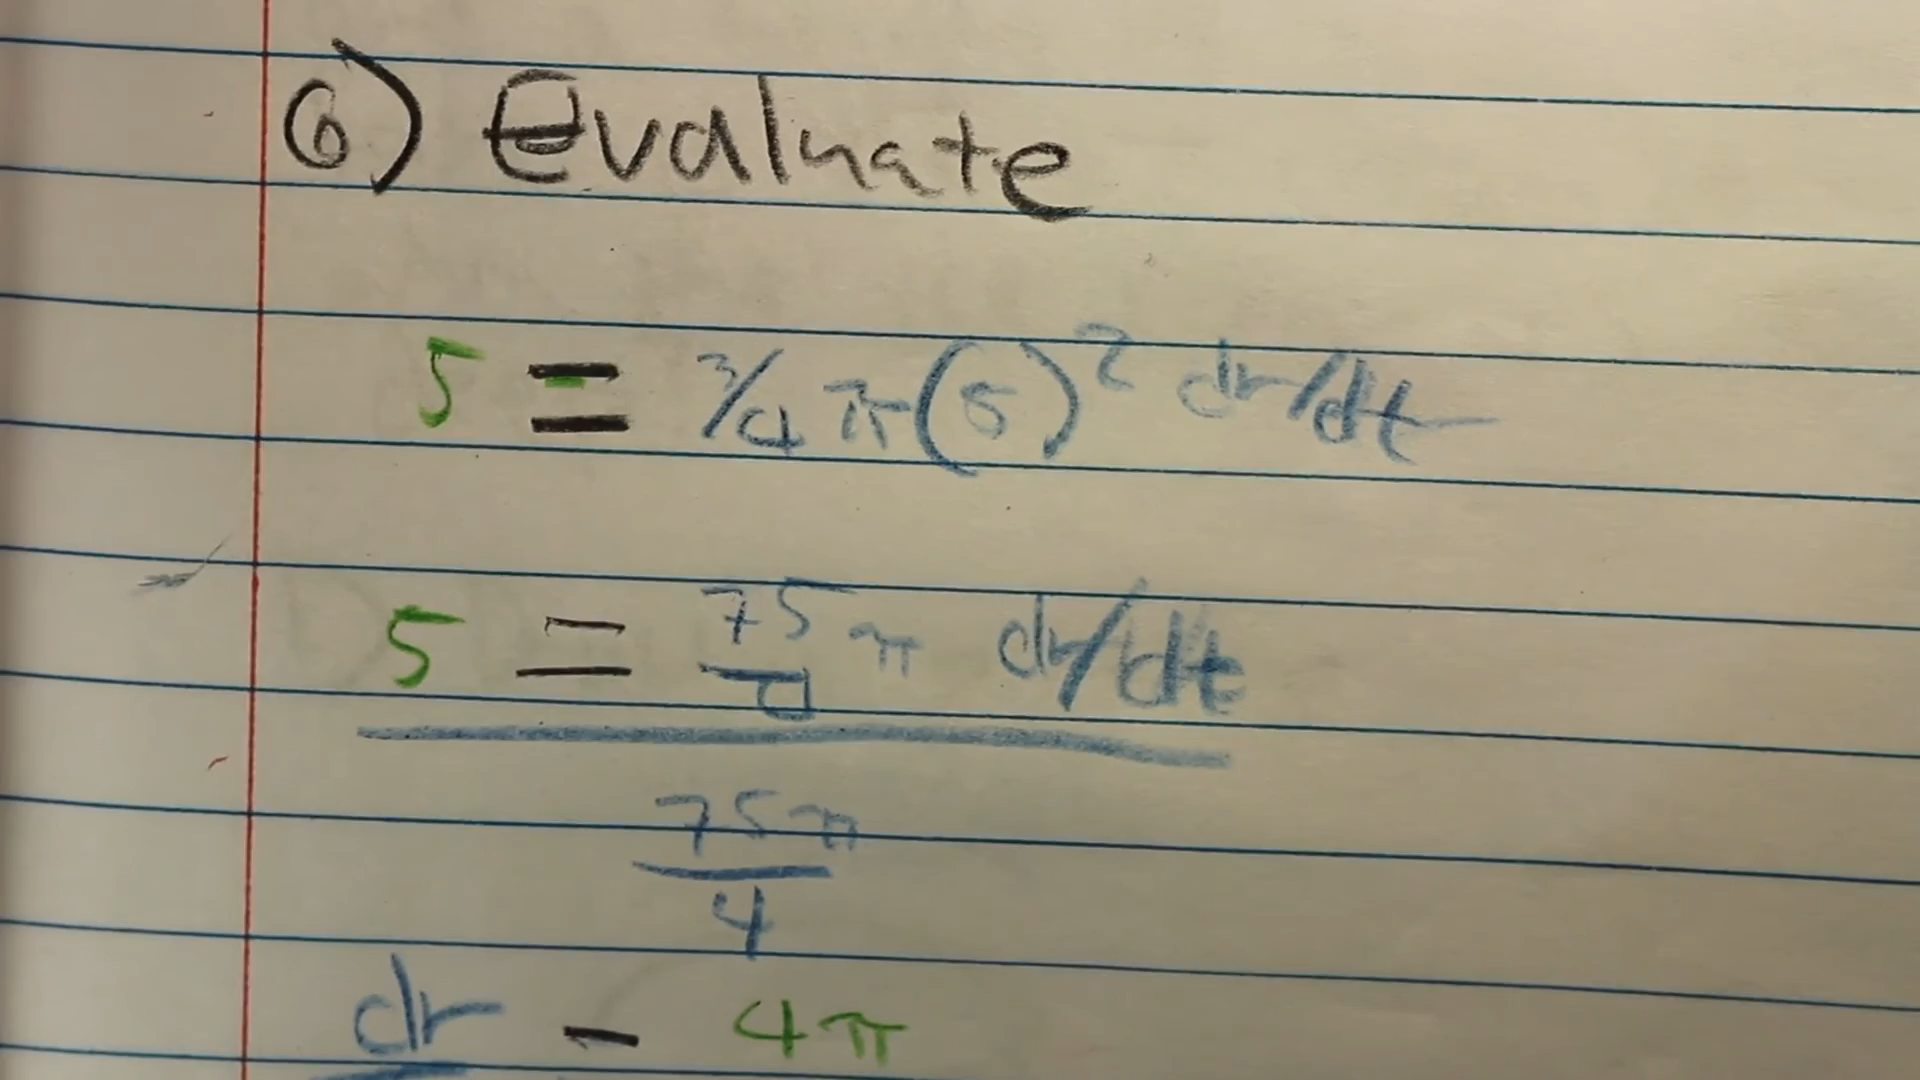 6) Evaluate
5 = 3/4 π(5)² dr/dt
5 = 75/4 π dr/dt
75π
4
dr = 4π